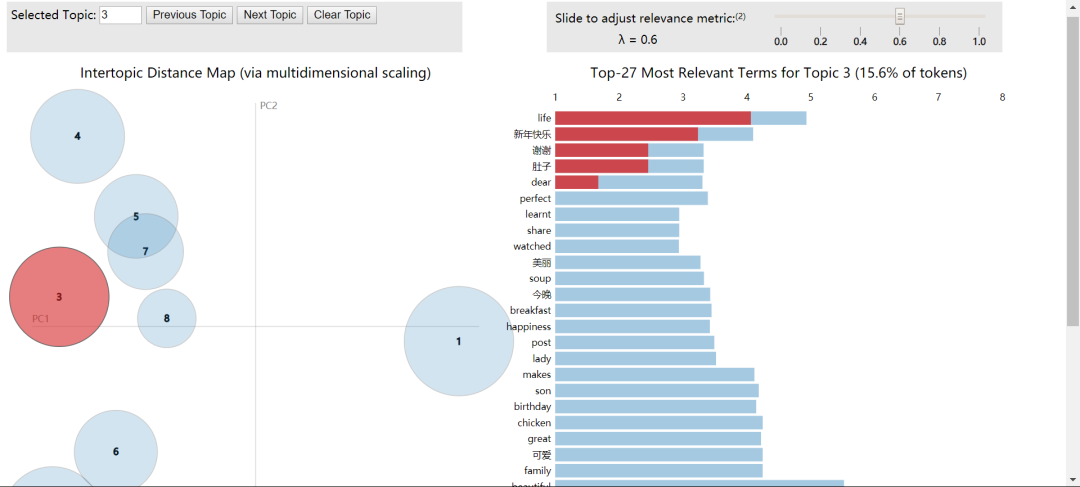 Selected Topic: 3 Previous Topic Next Topic Clear Topic
Slide to adjust relevance metric:(2)
λ = 0.6
0.0 0.2 0.4 0.6 0.8 1.0
Intertopic Distance Map (via multidimensional scaling)
PC2
PC1
4
5
7
3
8
1
6
Top-27 Most Relevant Terms for Topic 3 (15.6% of tokens)
1 2 3 4 5 6 7 8
life
新年快乐
谢谢
肚子
dear
perfect
learnt
share
watched
美丽
soup
今晚
breakfast
happiness
post
lady
makes
son
birthday
chicken
great
可爱
family
beautiful